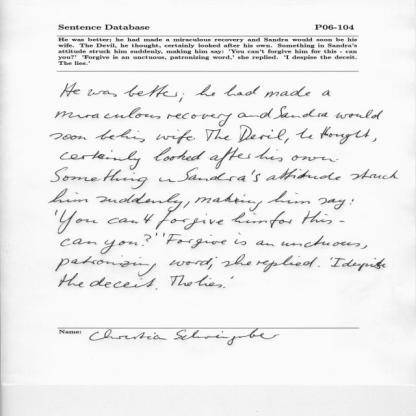 Sentence Database P06-104
He was better; he had made a miraculous recovery and Sandra would soon be his
wife. The Devil, he thought, certainly looked after his own. Something in Sandra's
attitude struck him suddenly, making him say: 'You can't forgive him for this - can
you?' 'Forgive is an unctuous, patronizing word,' she replied. 'I despise the deceit.
The lies.'
He was better; he had made a
miraculous recovery and Sandra would
soon be his wife. The Devil, he thought,
certainly looked after his own.
Something in Sandra's attitude struck
him suddenly, making him say:
'You can't forgive him for this -
can you?' 'Forgive is an unctuous,
patronizing word,' she replied. 'I despise
the deceit. The lies.'
Name: Christian